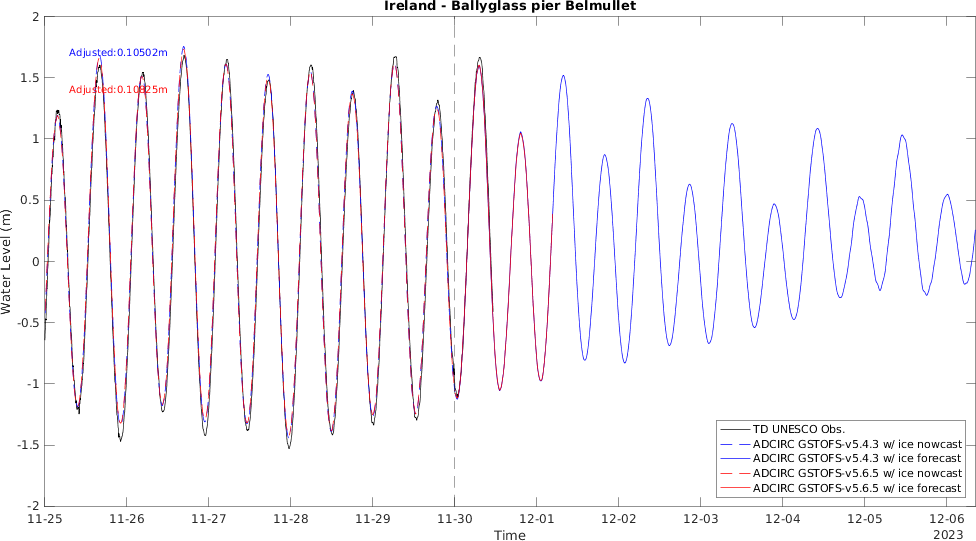 Ireland - Ballyglass pier Belmullet
Adjusted:0.10502m
Adjusted:0.10825m
Water Level (m)
2
1.5
1
0.5
0
-0.5
-1
-1.5
-2
TD UNESCO Obs.
ADCIRC GSTOFS-v5.4.3 w/ ice nowcast
ADCIRC GSTOFS-v5.4.3 w/ ice forecast
ADCIRC GSTOFS-v5.6.5 w/ ice nowcast
ADCIRC GSTOFS-v5.6.5 w/ ice forecast
11-25 11-26 11-27 11-28 11-29 11-30 12-01 12-02 12-03 12-04 12-05 12-06
2023
Time